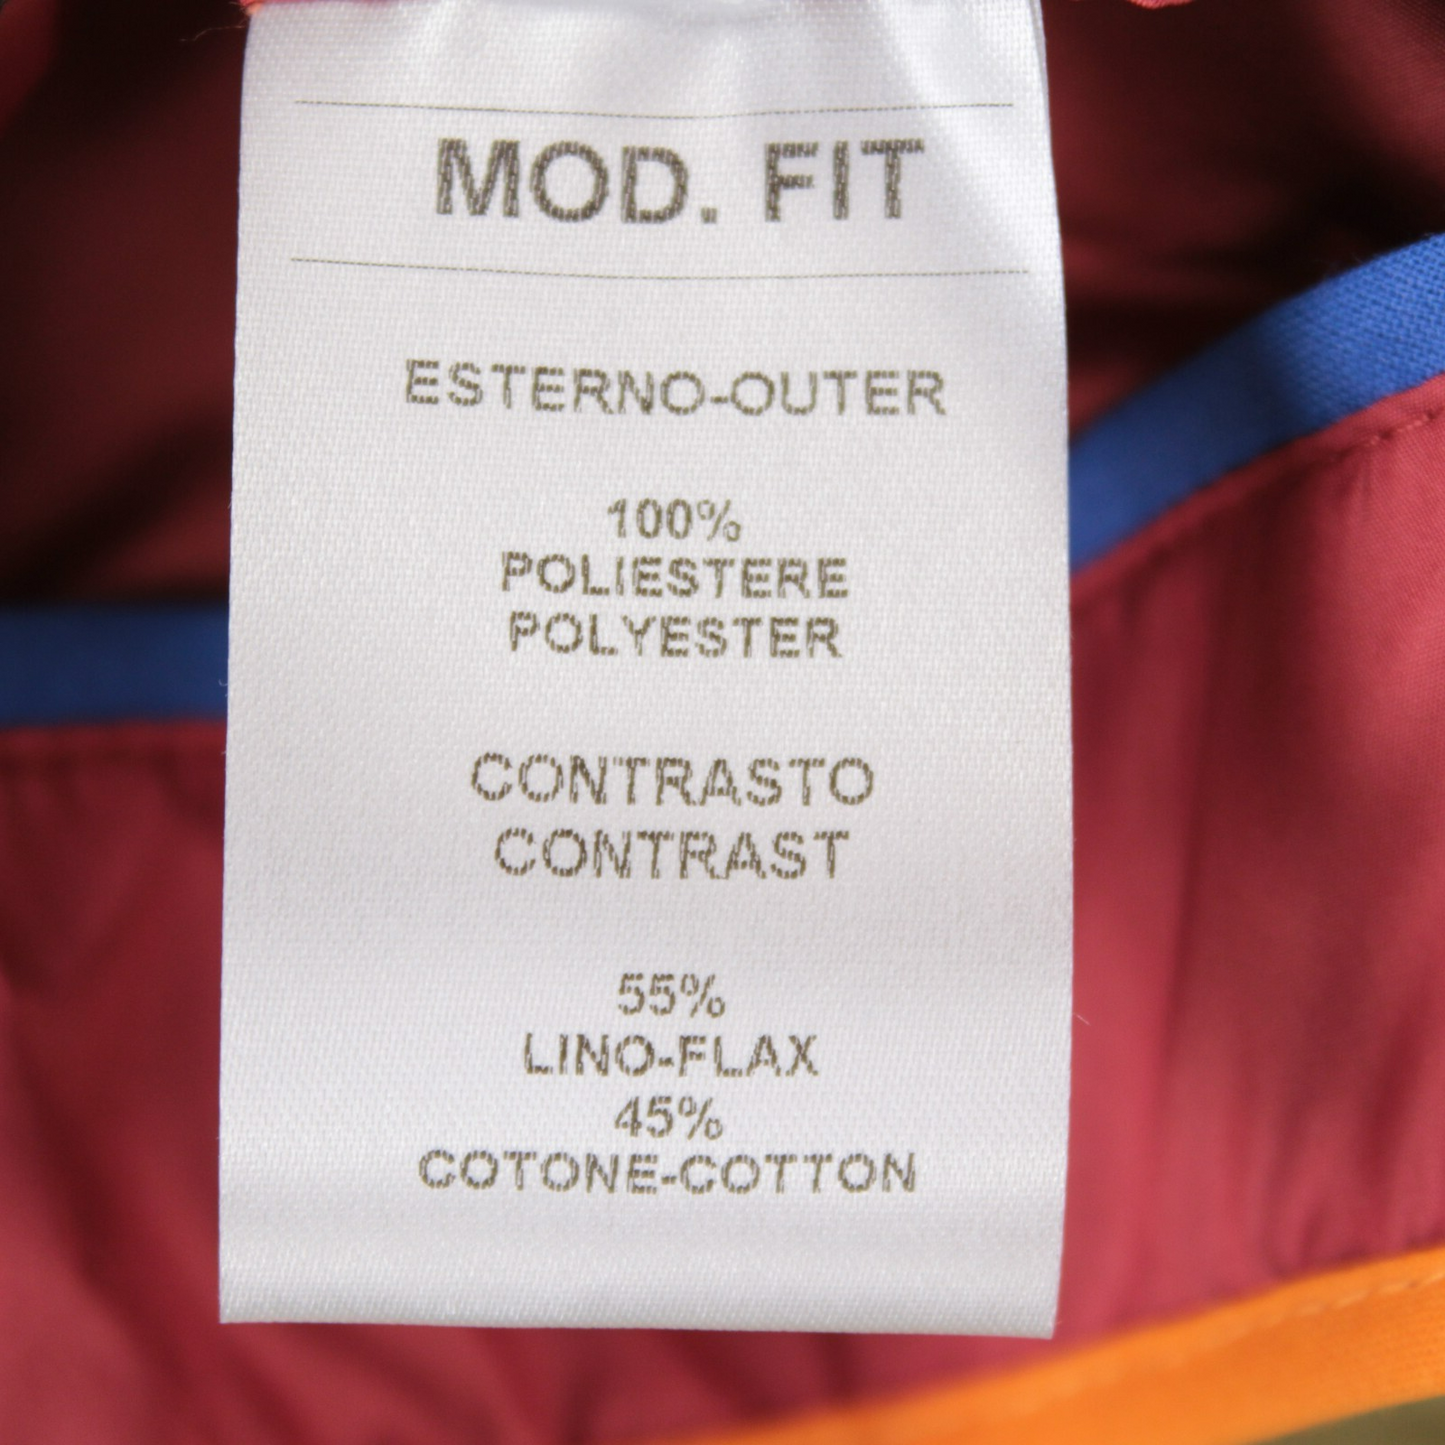 MOD. FIT
ESTERNO-OUTER
100%
POLIESTERE
POLYESTER
CONTRASTO
CONTRAST
55%
LINO-FLAX
45%
COTONE-COTTON